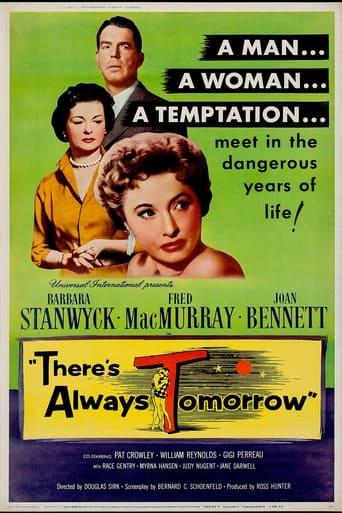 A MAN...
A WOMAN...
A TEMPTATION...
meet in the
dangerous
years of
life!
Universal International presents
BARBARA FRED JOAN
STANWYCK · MacMURRAY · BENNETT
"There's
Always Tomorrow"
CO-STARRING PAT CROWLEY · WILLIAM REYNOLDS · GIGI PERREAU
WITH RACE GENTRY · MYRNA HANSEN · JUDY NUGENT · JANE DARWELL
Directed by DOUGLAS SIRK · Screenplay by BERNARD C. SCHOENFELD · Produced by ROSS HUNTER